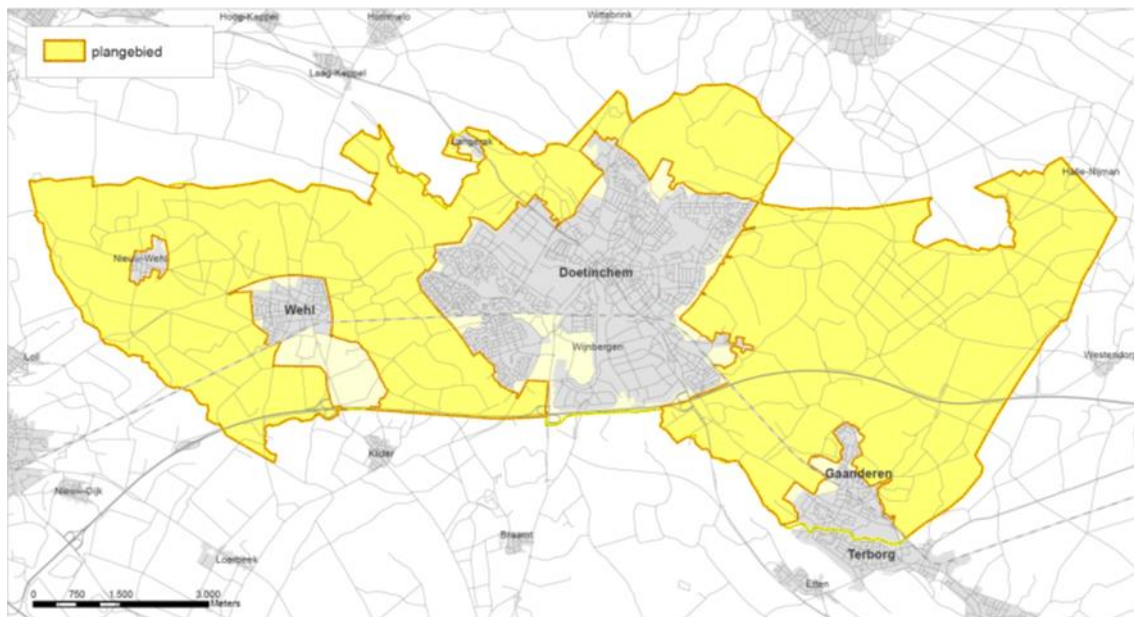 Hoog-Keppel
Hummelo
Wittebrink
plangebied
Laag-Keppel
Langerak
Halle-Nijman
Nieuw-Wehl
Doetinchem
Wehl
Wijnbergen
Loil
Westendorp
Kilder
Gaanderen
Nieuw-Dijk
Braamt
Terborg
Loerbeek
Etten
0 750 1.500 3.000
Meters